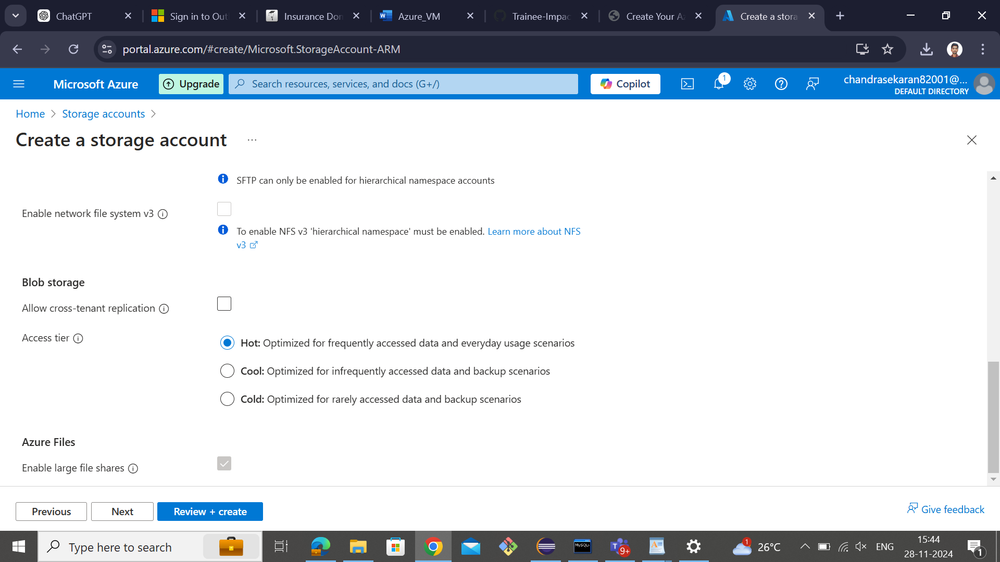 ChatGPT
Sign in to Out
Insurance Don
Azure_VM
Trainee-Impac
Create Your A
Create a stora
portal.azure.com/#create/Microsoft.StorageAccount-ARM
Microsoft Azure
Upgrade
Search resources, services, and docs (G+/)
Copilot
1
chandrasekaran82001@...
DEFAULT DIRECTORY
Home > Storage accounts >
Create a storage account ...
SFTP can only be enabled for hierarchical namespace accounts
Enable network file system v3
To enable NFS v3 'hierarchical namespace' must be enabled. Learn more about NFS
v3
Blob storage
Allow cross-tenant replication
Access tier
Hot: Optimized for frequently accessed data and everyday usage scenarios
Cool: Optimized for infrequently accessed data and backup scenarios
Cold: Optimized for rarely accessed data and backup scenarios
Azure Files
Enable large file shares
Previous
Next
Review + create
Give feedback
Type here to search
MySQL
T
9+
1
26°C
ENG
15:44
28-11-2024
1